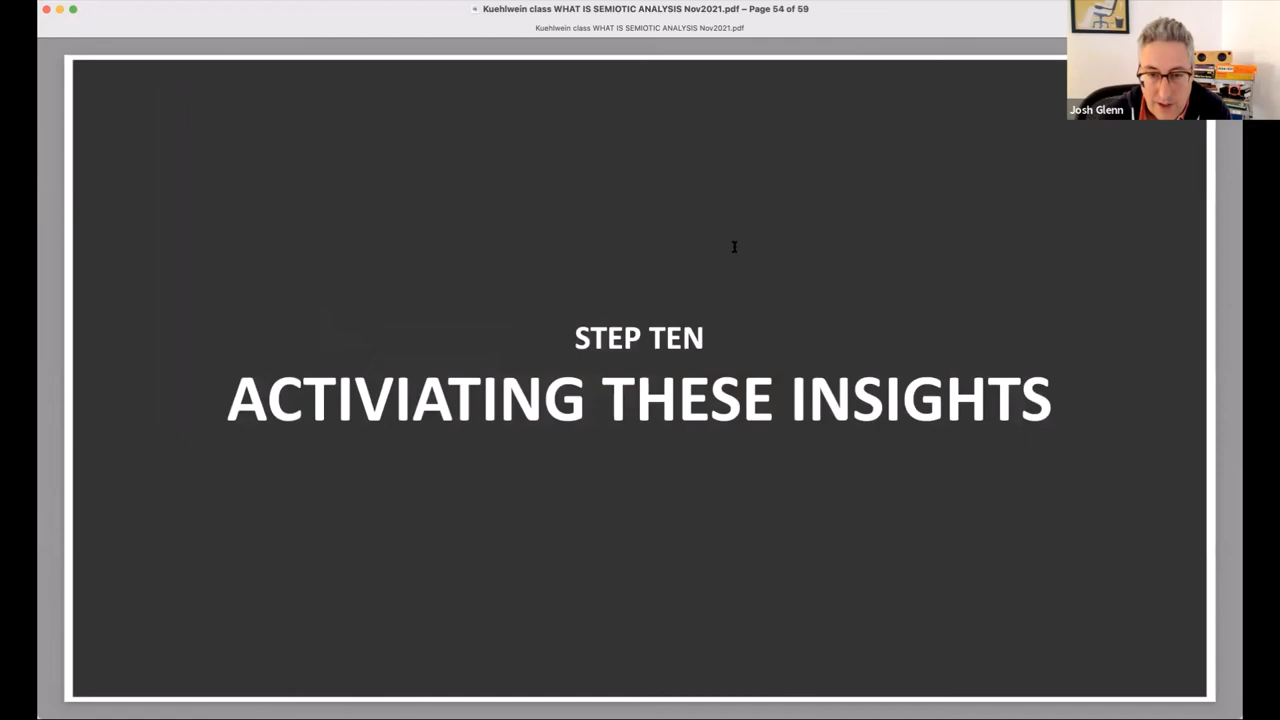 Kuehlwein class WHAT IS SEMIOTIC ANALYSIS Nov2021.pdf – Page 54 of 59
Kuehlwein class WHAT IS SEMIOTIC ANALYSIS Nov2021.pdf
Josh Glenn
STEP TEN
ACTIVIATING THESE INSIGHTS